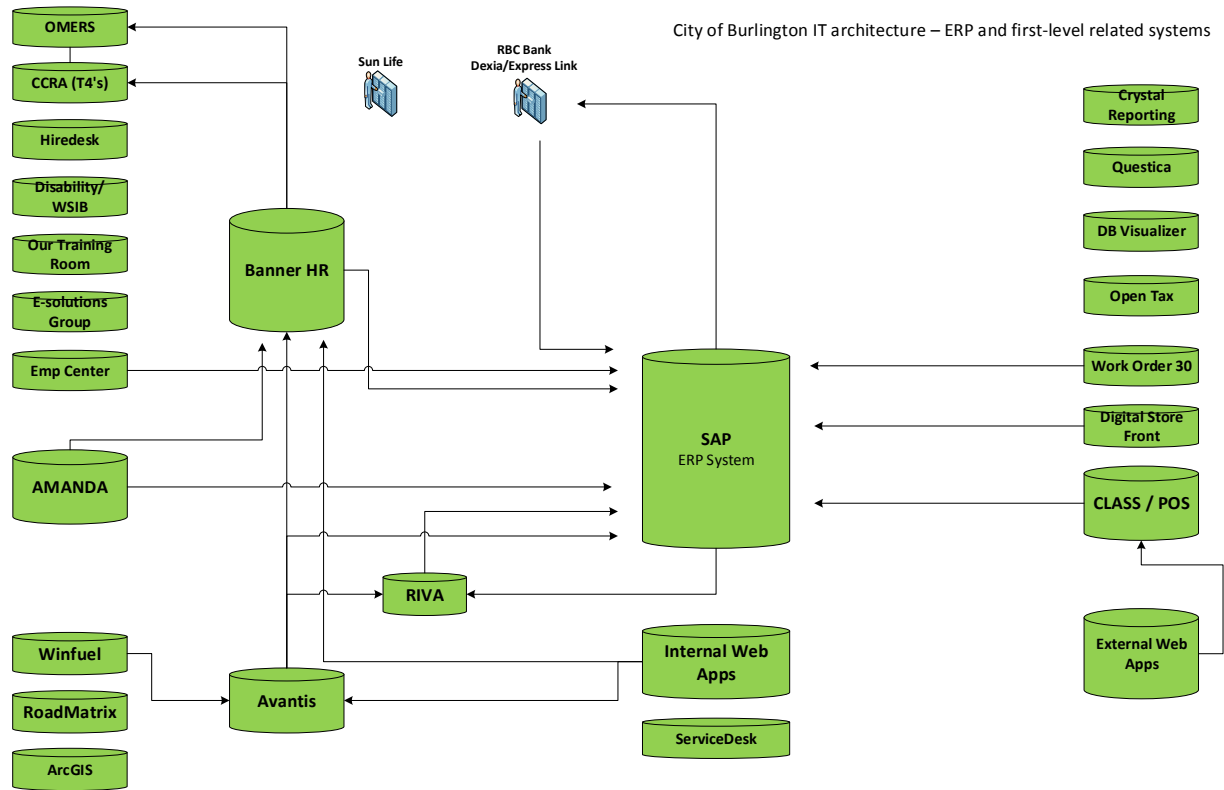 City of Burlington IT architecture – ERP and first-level related systems
OMERS
CCRA (T4's)
Hiredesk
Disability/
WSIB
Our Training
Room
E-solutions
Group
Emp Center
AMANDA
Winfuel
RoadMatrix
ArcGIS
Sun Life
RBC Bank
Dexia/Express Link
Banner HR
SAP
ERP System
RIVA
Avantis
Internal Web
Apps
ServiceDesk
Crystal
Reporting
Questica
DB Visualizer
Open Tax
Work Order 30
Digital Store
Front
CLASS / POS
External Web
Apps